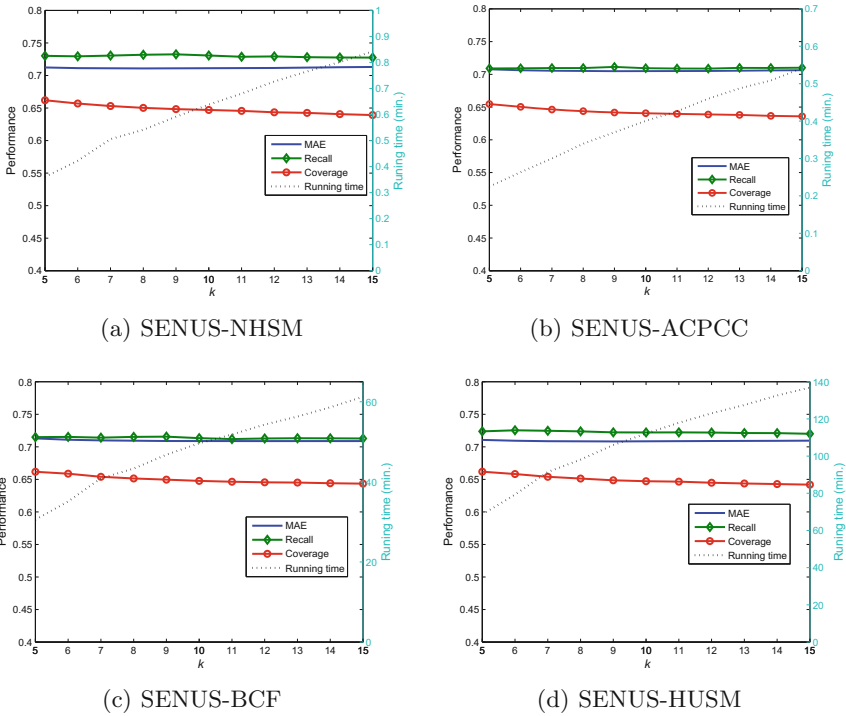 0.8
0.75
0.7
0.65
0.6
0.55
0.5
0.45
0.4
Performance
5 6 7 8 9 10 11 12 13 14 15
k
1
0.9
0.8
0.7
0.6
0.5
0.4
0.3
0.2
0.1
0
Runing time (min.)
MAE
Recall
Coverage
Running time
(a) SENUS-NHSM
0.8
0.75
0.7
0.65
0.6
0.55
0.5
0.45
0.4
Performance
5 6 7 8 9 10 11 12 13 14 15
k
0.7
0.6
0.5
0.4
0.3
0.2
0.1
0
Runing time (min.)
MAE
Recall
Coverage
Running time
(b) SENUS-ACPCC
0.8
0.75
0.7
0.65
0.6
0.55
0.5
0.45
0.4
Performance
5 6 7 8 9 10 11 12 13 14 15
k
60
40
20
0
Runing time (min.)
MAE
Recall
Coverage
Running time
(c) SENUS-BCF
0.8
0.75
0.7
0.65
0.6
0.55
0.5
0.45
0.4
Performance
5 6 7 8 9 10 11 12 13 14 15
k
140
120
100
80
60
40
20
0
Runing time (min.)
MAE
Recall
Coverage
Running time
(d) SENUS-HUSM